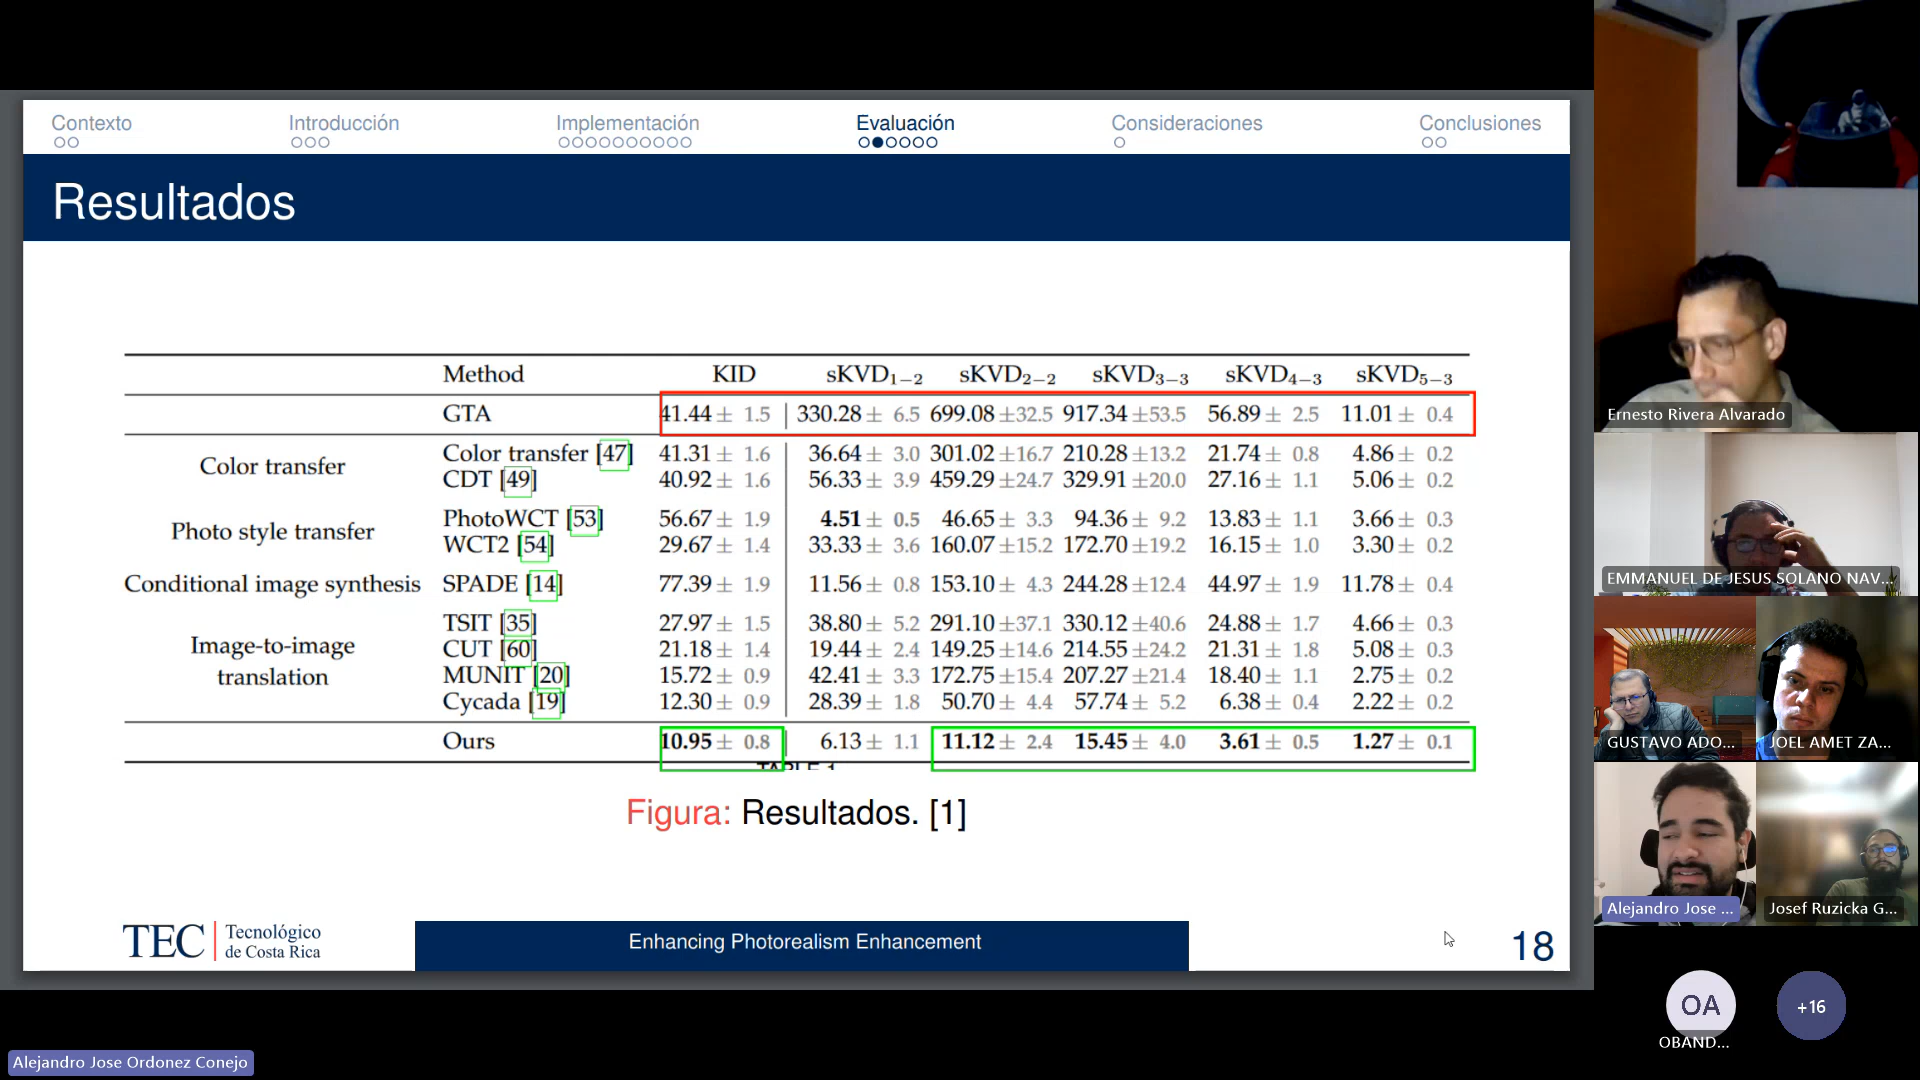 Contexto Introducción Implementación Evaluación Consideraciones Conclusiones
Resultados
Method KID sKVD1−2 sKVD2−2 sKVD3−3 sKVD4−3 sKVD5−3
GTA 41.44 ± 1.5 330.28 ± 6.5 699.08 ±32.5 917.34 ±53.5 56.89 ± 2.5 11.01 ± 0.4
Color transfer
Color transfer [47] 41.31 ± 1.6 36.64 ± 3.0 301.02 ±16.7 210.28 ±13.2 21.74 ± 0.8 4.86 ± 0.2
CDT [49] 40.92 ± 1.6 56.33 ± 3.9 459.29 ±24.7 329.91 ±20.0 27.16 ± 1.1 5.06 ± 0.2
Photo style transfer
PhotoWCT [53] 56.67 ± 1.9 4.51 ± 0.5 46.65 ± 3.3 94.36 ± 9.2 13.83 ± 1.1 3.66 ± 0.3
WCT2 [54] 29.67 ± 1.4 33.33 ± 3.6 160.07 ±15.2 172.70 ±19.2 16.15 ± 1.0 3.30 ± 0.2
Conditional image synthesis SPADE [14] 77.39 ± 1.9 11.56 ± 0.8 153.10 ± 4.3 244.28 ±12.4 44.97 ± 1.9 11.78 ± 0.4
Image-to-image
translation
TSIT [35] 27.97 ± 1.5 38.80 ± 5.2 291.10 ±37.1 330.12 ±40.6 24.88 ± 1.7 4.66 ± 0.3
CUT [60] 21.18 ± 1.4 19.44 ± 2.4 149.25 ±14.6 214.55 ±24.2 21.31 ± 1.8 5.08 ± 0.3
MUNIT [20] 15.72 ± 0.9 42.41 ± 3.3 172.75 ±15.4 207.27 ±21.4 18.40 ± 1.1 2.75 ± 0.2
Cycada [19] 12.30 ± 0.9 28.39 ± 1.8 50.70 ± 4.4 57.74 ± 5.2 6.38 ± 0.4 2.22 ± 0.2
Ours 10.95 ± 0.8 6.13 ± 1.1 11.12 ± 2.4 15.45 ± 4.0 3.61 ± 0.5 1.27 ± 0.1
TABLE 1
Figura: Resultados. [1]
TEC Tecnológico
de Costa Rica
Enhancing Photorealism Enhancement
18
Ernesto Rivera Alvarado
EMMANUEL DE JESUS SOLANO NAV...
GUSTAVO ADO... JOEL AMET ZA...
Alejandro Jose ... Josef Ruzicka G...
OA +16
OBAND...
Alejandro Jose Ordonez Conejo